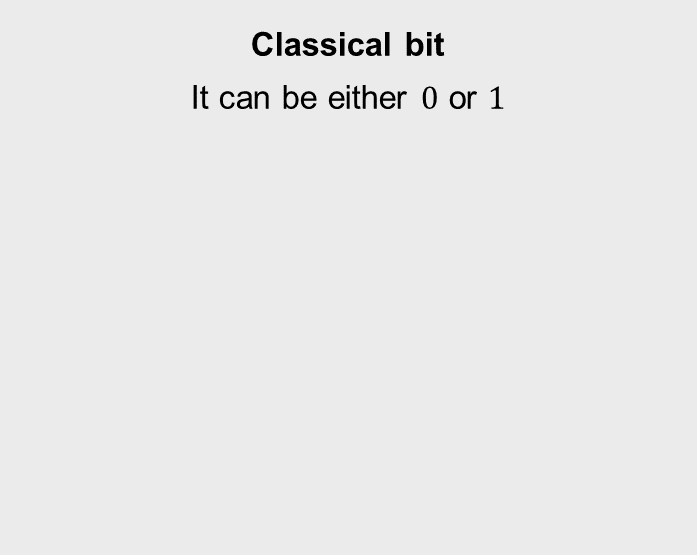 Classical bit
It can be either 0 or 1